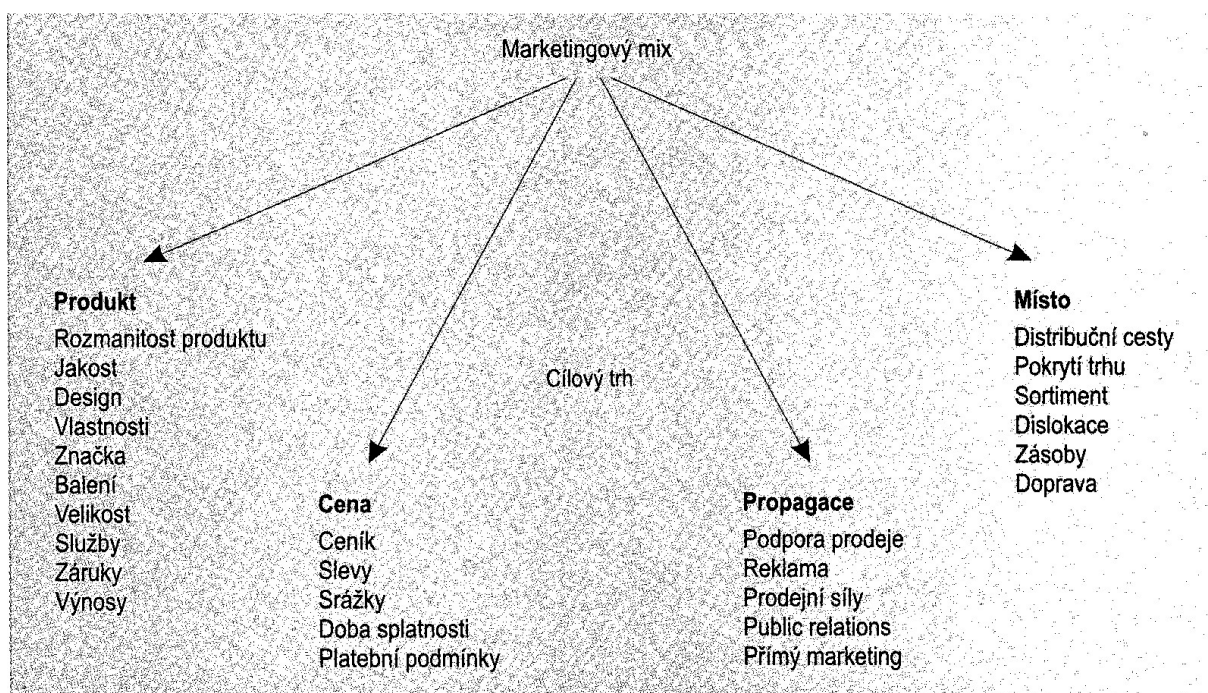 Marketingový mix
Produkt
Rozmanitost produktu
Jakost
Design
Vlastnosti
Značka
Balení
Velikost
Služby
Záruky
Výnosy
Cílový trh
Cena
Ceník
Slevy
Srážky
Doba splatnosti
Platební podmínky
Propagace
Podpora prodeje
Reklama
Prodejní síly
Public relations
Přímý marketing
Místo
Distribuční cesty
Pokrytí trhu
Sortiment
Dislokace
Zásoby
Doprava